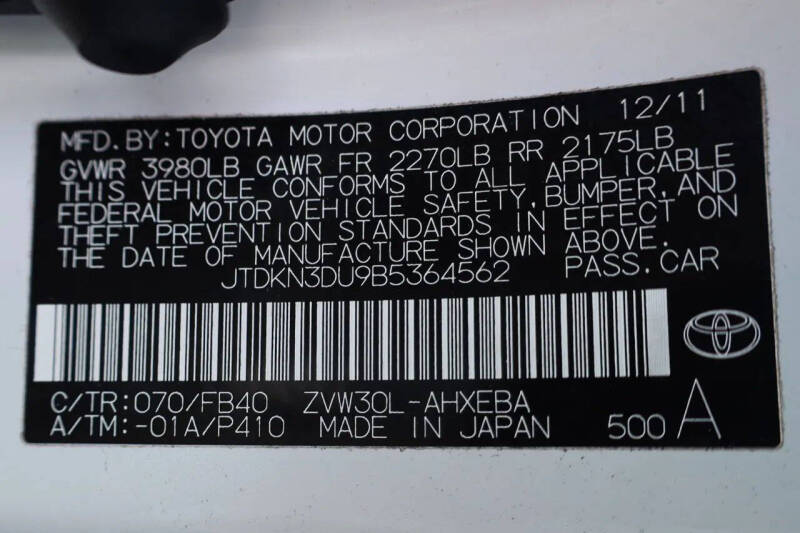 MFD.BY:TOYOTA MOTOR CORPORATION 12/11
GVWR 3980LB GAWR FR 2270LB RR 2175LB
THIS VEHICLE CONFORMS TO ALL APPLICABLE
FEDERAL MOTOR VEHICLE SAFETY,BUMPER,AND
THEFT PREVENTION STANDARDS IN EFFECT ON
THE DATE OF MANUFACTURE SHOWN ABOVE.
JTDKN3DU9B5364562 PASS.CAR
C/TR:070/FB40 ZVW30L-AHXEBA
A/TM:-01A/P410 MADE IN JAPAN 500 A